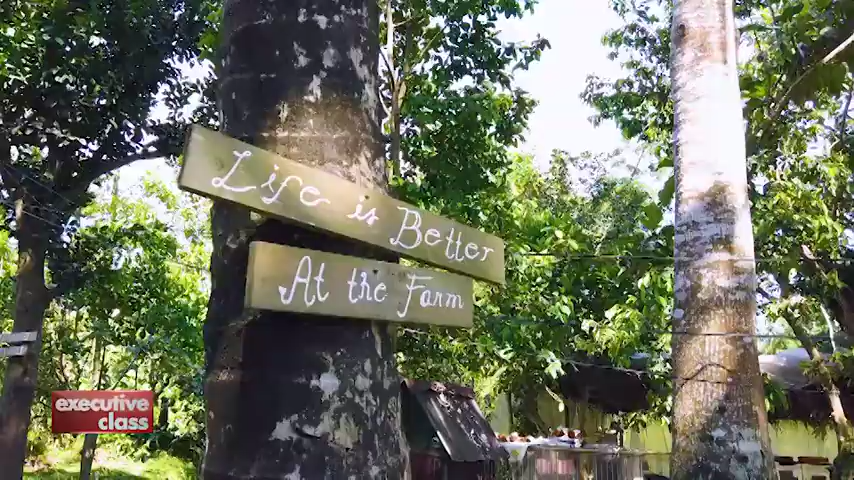 Life is Better
At the Farm
executive
class